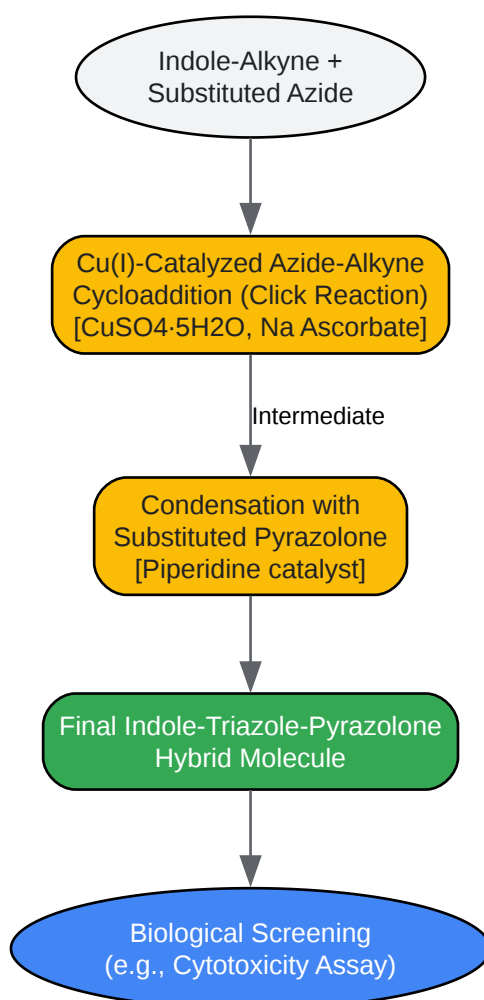 Indole-Alkyne +
Substituted Azide
Cu(I)-Catalyzed Azide-Alkyne
Cycloaddition (Click Reaction)
[CuSO4·5H2O, Na Ascorbate]
Intermediate
Condensation with
Substituted Pyrazolone
[Piperidine catalyst]
Final Indole-Triazole-Pyrazolone
Hybrid Molecule
Biological Screening
(e.g., Cytotoxicity Assay)